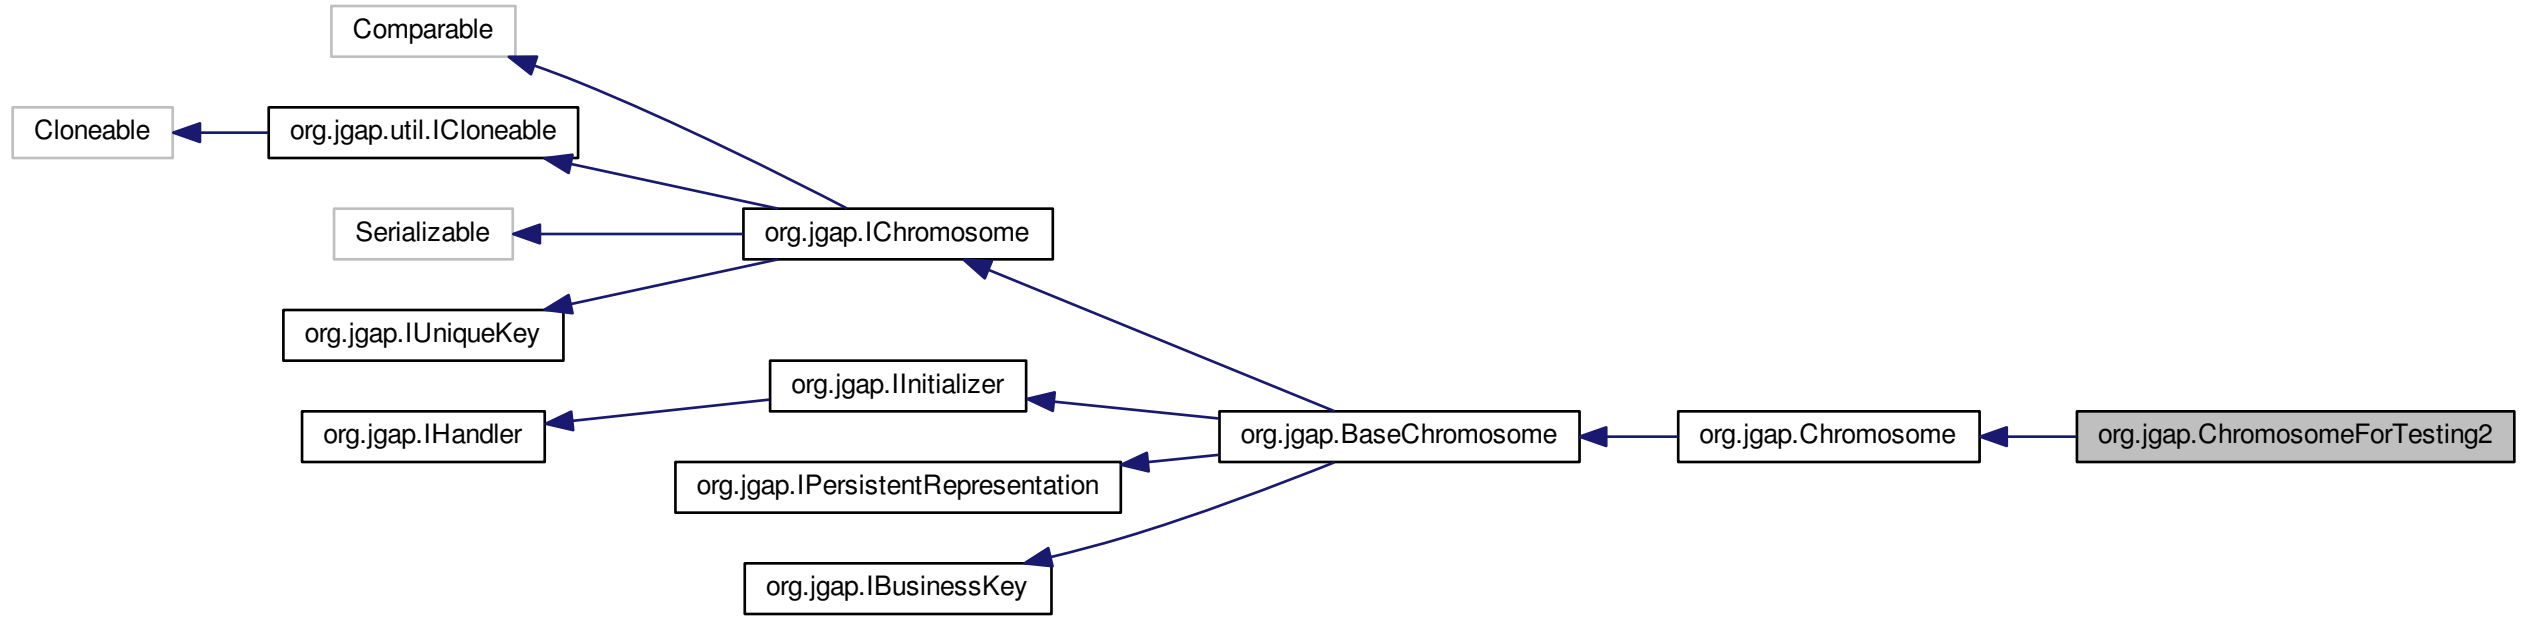 Comparable
Cloneable
org.jgap.util.ICloneable
Serializable
org.jgap.IChromosome
org.jgap.IUniqueKey
org.jgap.IInitializer
org.jgap.IHandler
org.jgap.BaseChromosome
org.jgap.Chromosome
org.jgap.ChromosomeForTesting2
org.jgap.IPersistentRepresentation
org.jgap.IBusinessKey